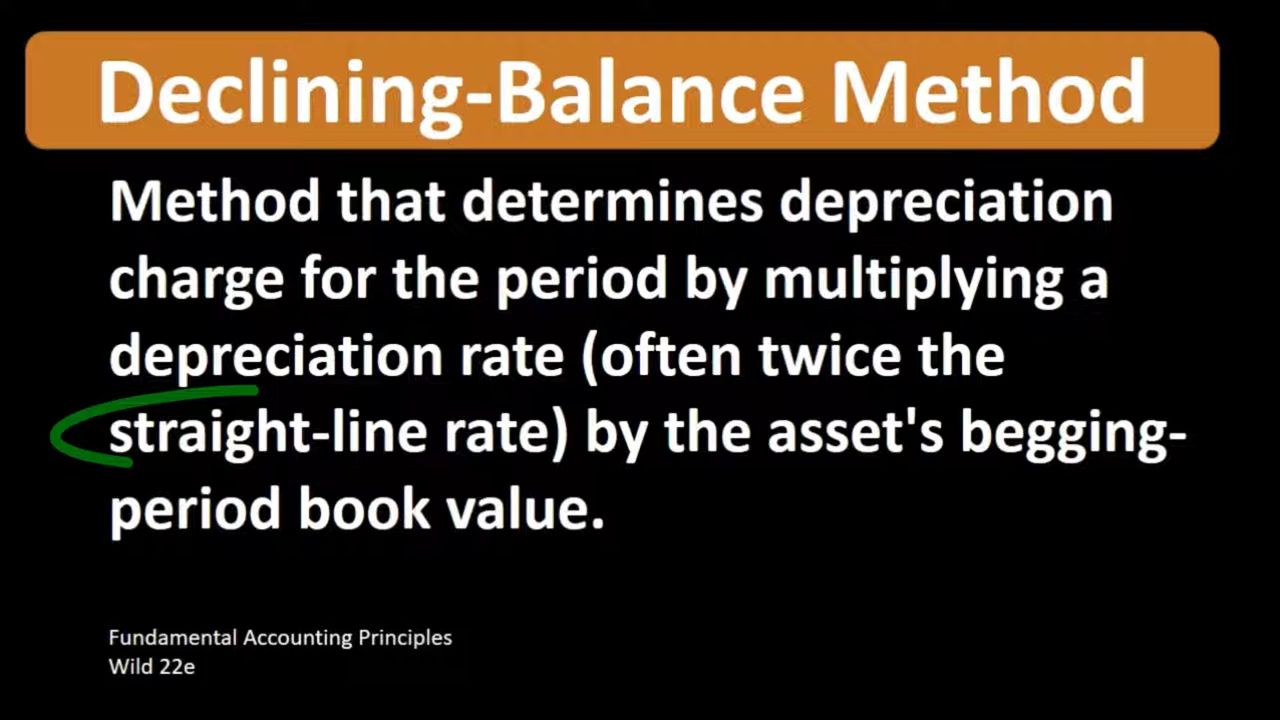 Declining-Balance Method
Method that determines depreciation
charge for the period by multiplying a
depreciation rate (often twice the
straight-line rate) by the asset's begging-
period book value.
Fundamental Accounting Principles
Wild 22e